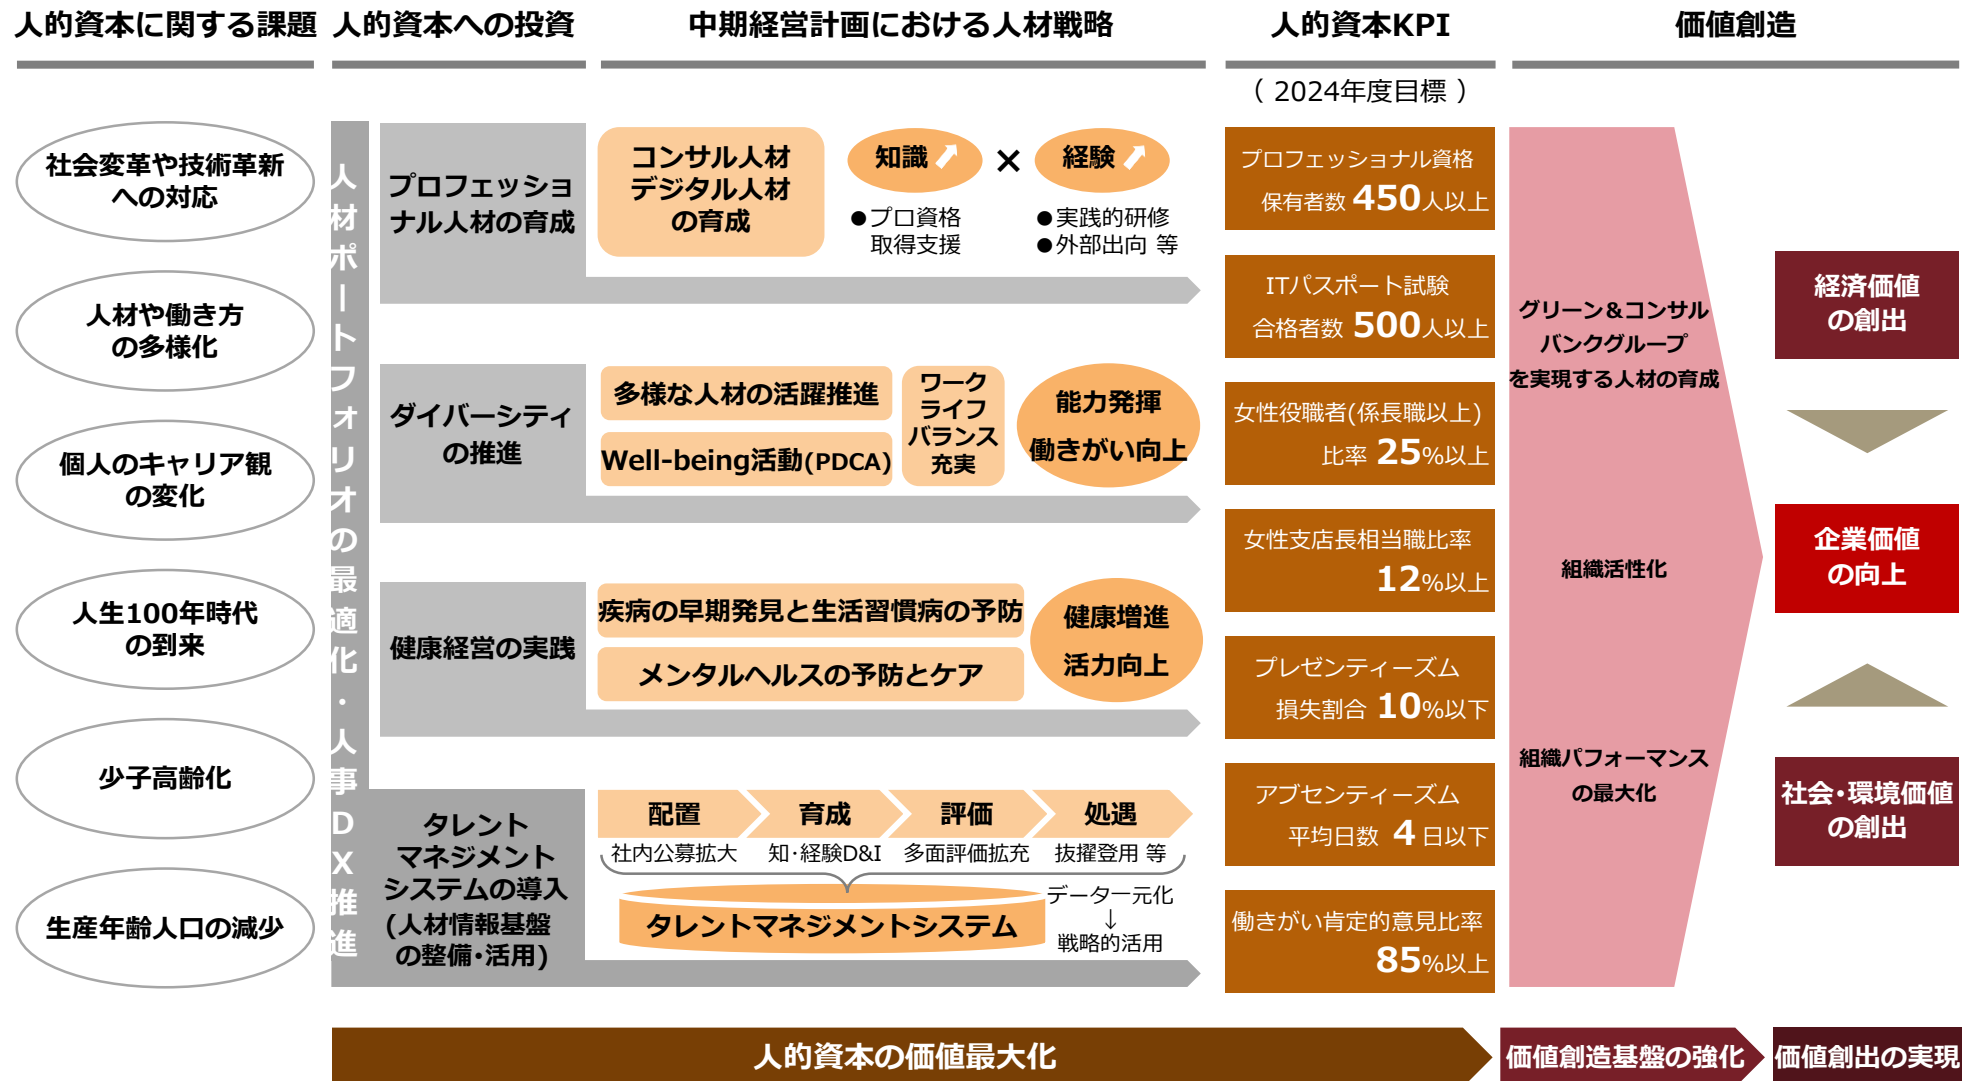 人的資本に関する課題
人的資本への投資
中期経営計画における人材戦略
人的資本KPI
価値創造
（ 2024年度目標 ）
社会変革や技術革新
への対応
人材や働き方
の多様化
個人のキャリア観
の変化
人生100年時代
の到来
少子高齢化
生産年齢人口の減少
人材ポートフォリオの最適化・人事DX推進
プロフェッショ
ナル人材の育成
コンサル人材
デジタル人材
の育成
知識
×
経験
●プロ資格
取得支援
●実践的研修
●外部出向 等
ダイバーシティ
の推進
多様な人材の活躍推進
Well-being活動(PDCA)
ワーク
ライフ
バランス
充実
能力発揮
働きがい向上
健康経営の実践
疾病の早期発見と生活習慣病の予防
メンタルヘルスの予防とケア
健康増進
活力向上
タレント
マネジメント
システムの導入
(人材情報基盤
の整備・活用)
配置
育成
評価
処遇
社内公募拡大
知・経験D&I
多面評価拡充
抜擢登用 等
タレントマネジメントシステム
データ一元化
↓
戦略的活用
プロフェッショナル資格
保有者数 450人以上
ITパスポート試験
合格者数 500人以上
女性役職者(係長職以上)
比率 25%以上
女性支店長相当職比率
12%以上
プレゼンティーズム
損失割合 10%以下
アブセンティーズム
平均日数 4日以下
働きがい肯定的意見比率
85%以上
グリーン＆コンサル
バンクグループ
を実現する人材の育成
組織活性化
組織パフォーマンス
の最大化
経済価値
の創出
企業価値
の向上
社会・環境価値
の創出
人的資本の価値最大化
価値創造基盤の強化
価値創出の実現